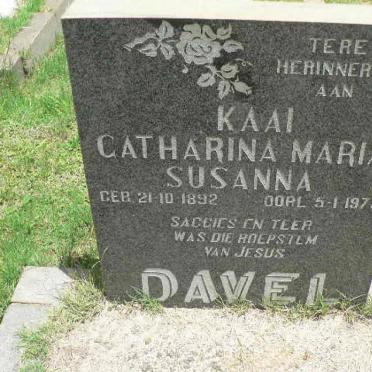 TERE
HERINNER
AAN
KAAI
CATHARINA MARIA
SUSANNA
GEB. 21-10-1892 OORL. 5-1-197
SAGGIES EN TEER
WAS DIE ROEPSTEM
VAN JESUS
DAVEL